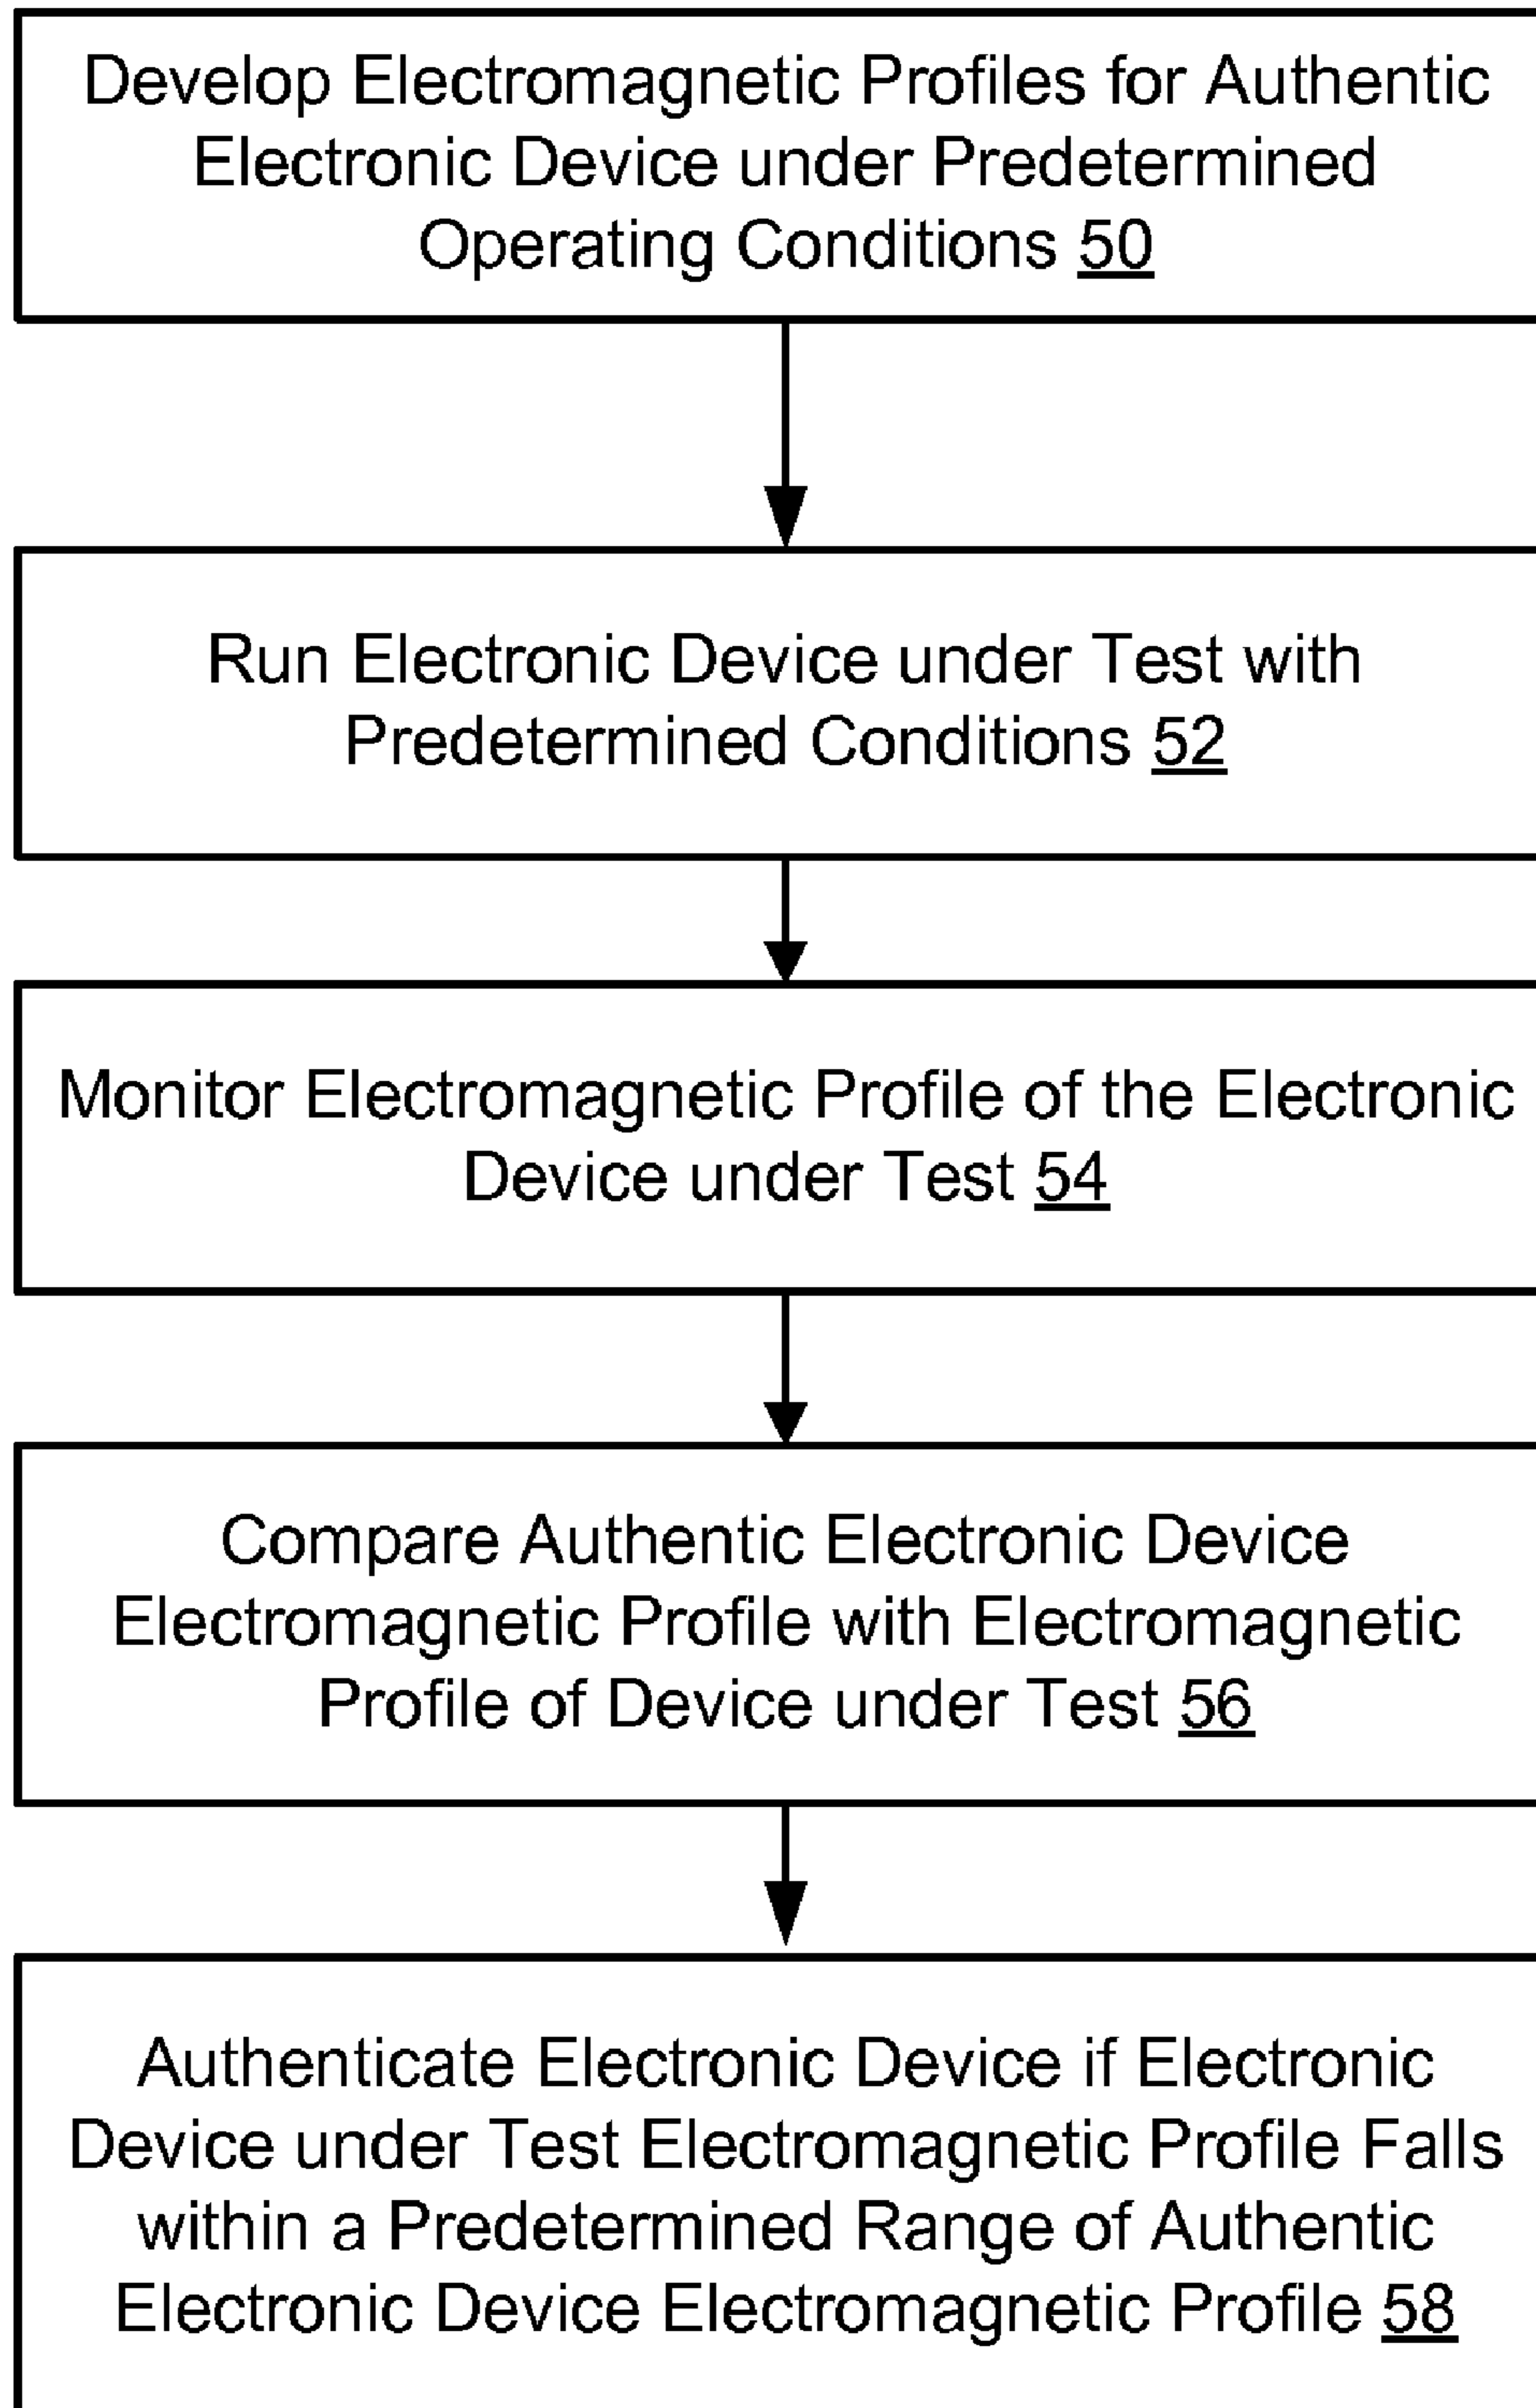 Develop Electromagnetic Profiles for Authentic
Electronic Device under Predetermined
Operating Conditions 50
Run Electronic Device under Test with
Predetermined Conditions 52
Monitor Electromagnetic Profile of the Electronic
Device under Test 54
Compare Authentic Electronic Device
Electromagnetic Profile with Electromagnetic
Profile of Device under Test 56
Authenticate Electronic Device if Electronic
Device under Test Electromagnetic Profile Falls
within a Predetermined Range of Authentic
Electronic Device Electromagnetic Profile 58